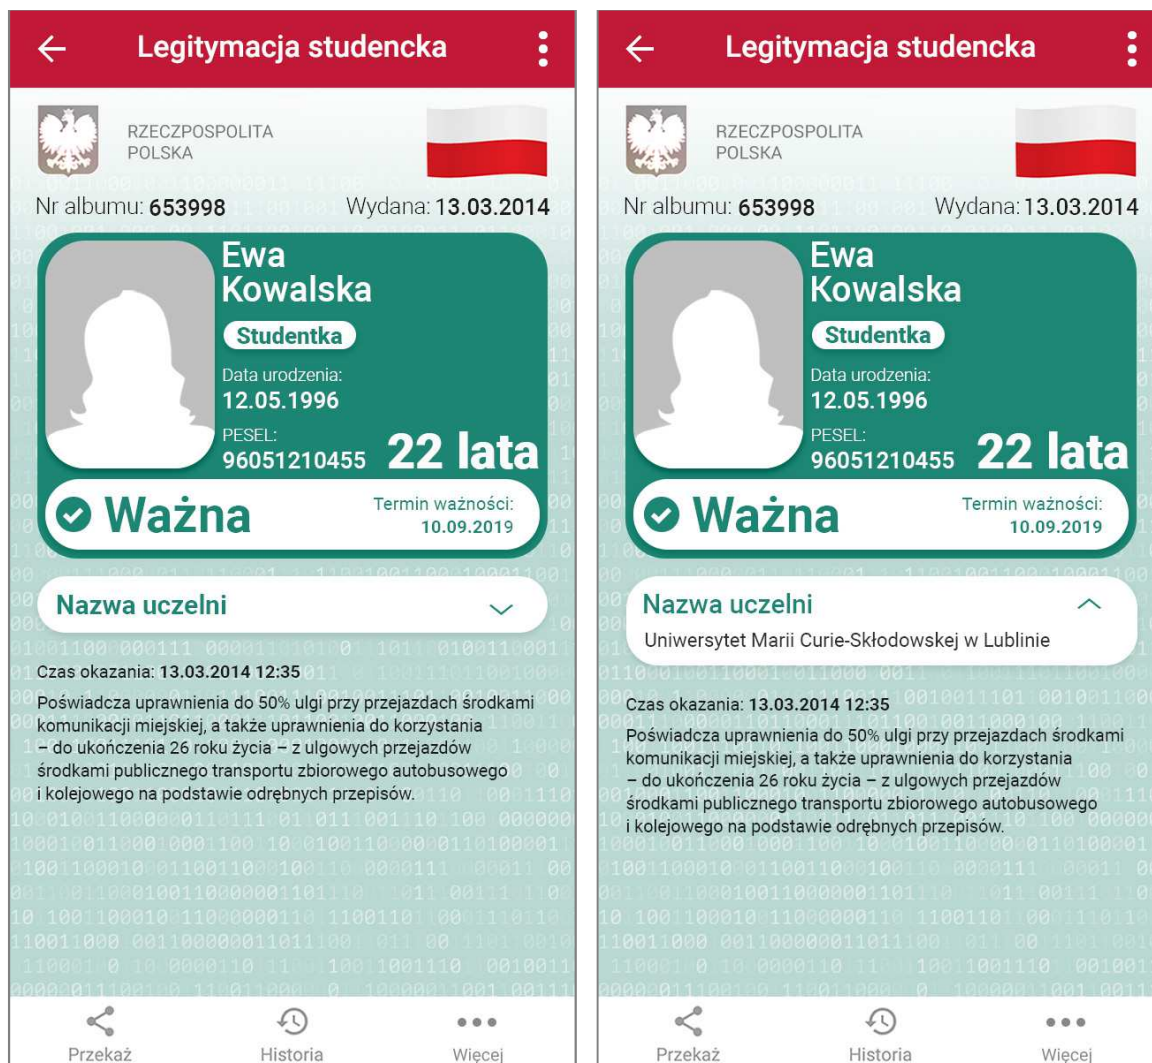 Legitymacja studencka
RZECZPOSPOLITA
POLSKA
Nr albumu: 653998 Wydana: 13.03.2014
Ewa
Kowalska
Studentka
Data urodzenia:
12.05.1996
PESEL:
96051210455 22 lata
Ważna
Termin ważności:
10.09.2019
Nazwa uczelni
Czas okazania: 13.03.2014 12:35
Poświadcza uprawnienia do 50% ulgi przy przejazdach środkami
komunikacji miejskiej, a także uprawnienia do korzystania
– do ukończenia 26 roku życia – z ulgowych przejazdów
środkami publicznego transportu zbiorowego autobusowego
i kolejowego na podstawie odrębnych przepisów.
Przekaż Historia Więcej
Legitymacja studencka
RZECZPOSPOLITA
POLSKA
Nr albumu: 653998 Wydana: 13.03.2014
Ewa
Kowalska
Studentka
Data urodzenia:
12.05.1996
PESEL:
96051210455 22 lata
Ważna
Termin ważności:
10.09.2019
Nazwa uczelni
Uniwersytet Marii Curie-Skłodowskej w Lublinie
Czas okazania: 13.03.2014 12:35
Poświadcza uprawnienia do 50% ulgi przy przejazdach środkami
komunikacji miejskiej, a także uprawnienia do korzystania
– do ukończenia 26 roku życia – z ulgowych przejazdów
środkami publicznego transportu zbiorowego autobusowego
i kolejowego na podstawie odrębnych przepisów.
Przekaż Historia Więcej